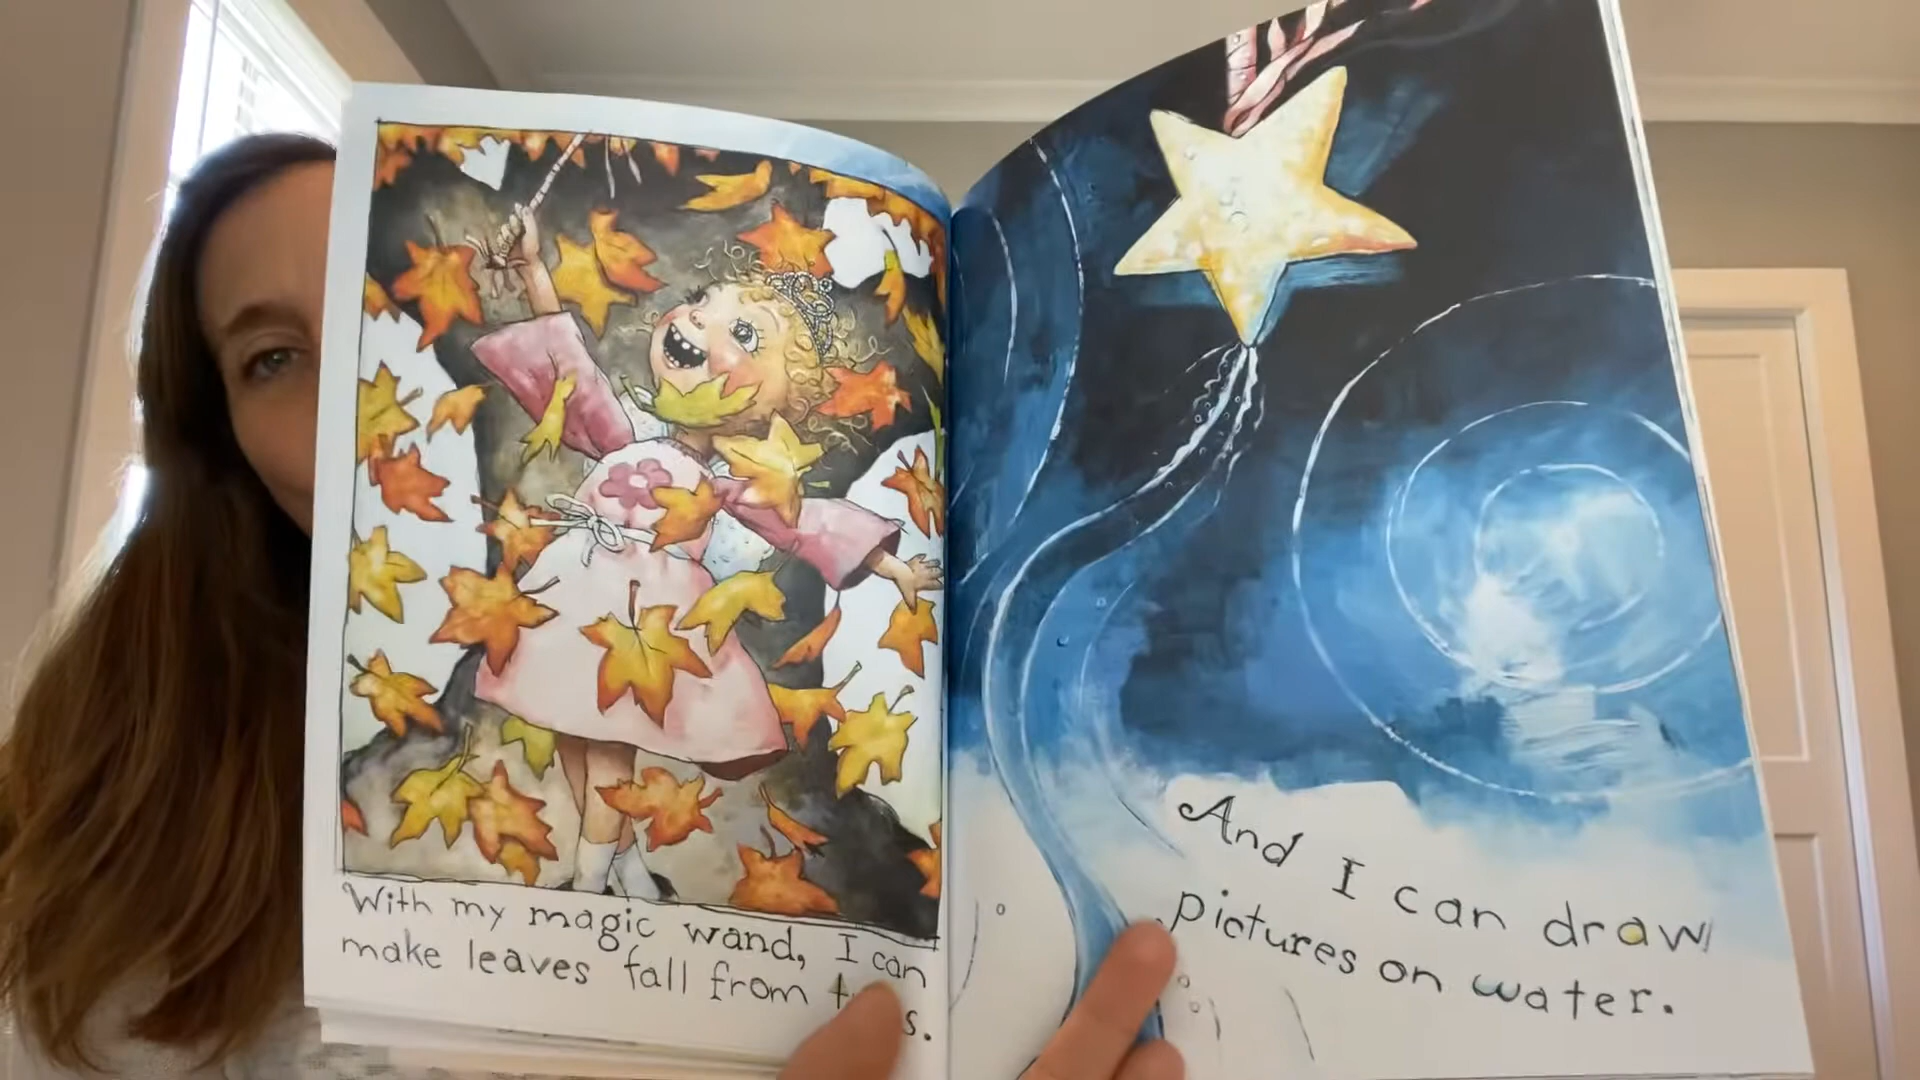 With my magic wand, I can
make leaves fall from
And I can draw
pictures on water.